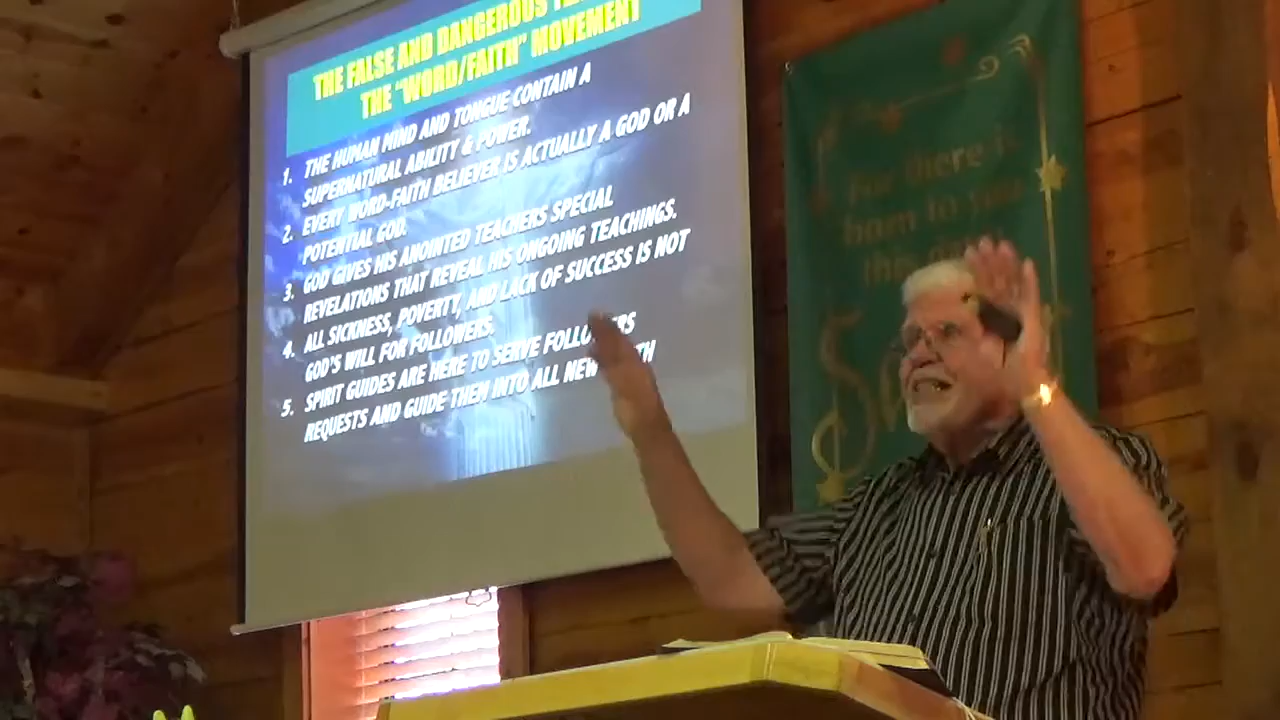 THE FALSE AND DANGEROUS
THE "WORD/FAITH" MOVEMENT
1. THE HUMAN MIND AND TONGUE CONTAIN A
SUPERNATURAL ABILITY & POWER.
2. EVERY WORD-FAITH BELIEVER IS ACTUALLY A GOD OR A
POTENTIAL GOD.
3. GOD GIVES HIS ANOINTED TEACHERS SPECIAL
REVELATIONS THAT REVEAL HIS ONGOING TEACHINGS.
4. ALL SICKNESS, POVERTY, AND LACK OF SUCCESS IS NOT
GOD'S WILL FOR FOLLOWERS.
5. SPIRIT GUIDES ARE HERE TO SERVE FOLLOWERS
REQUESTS AND GUIDE THEM INTO ALL NEW
For there is
born to you
this